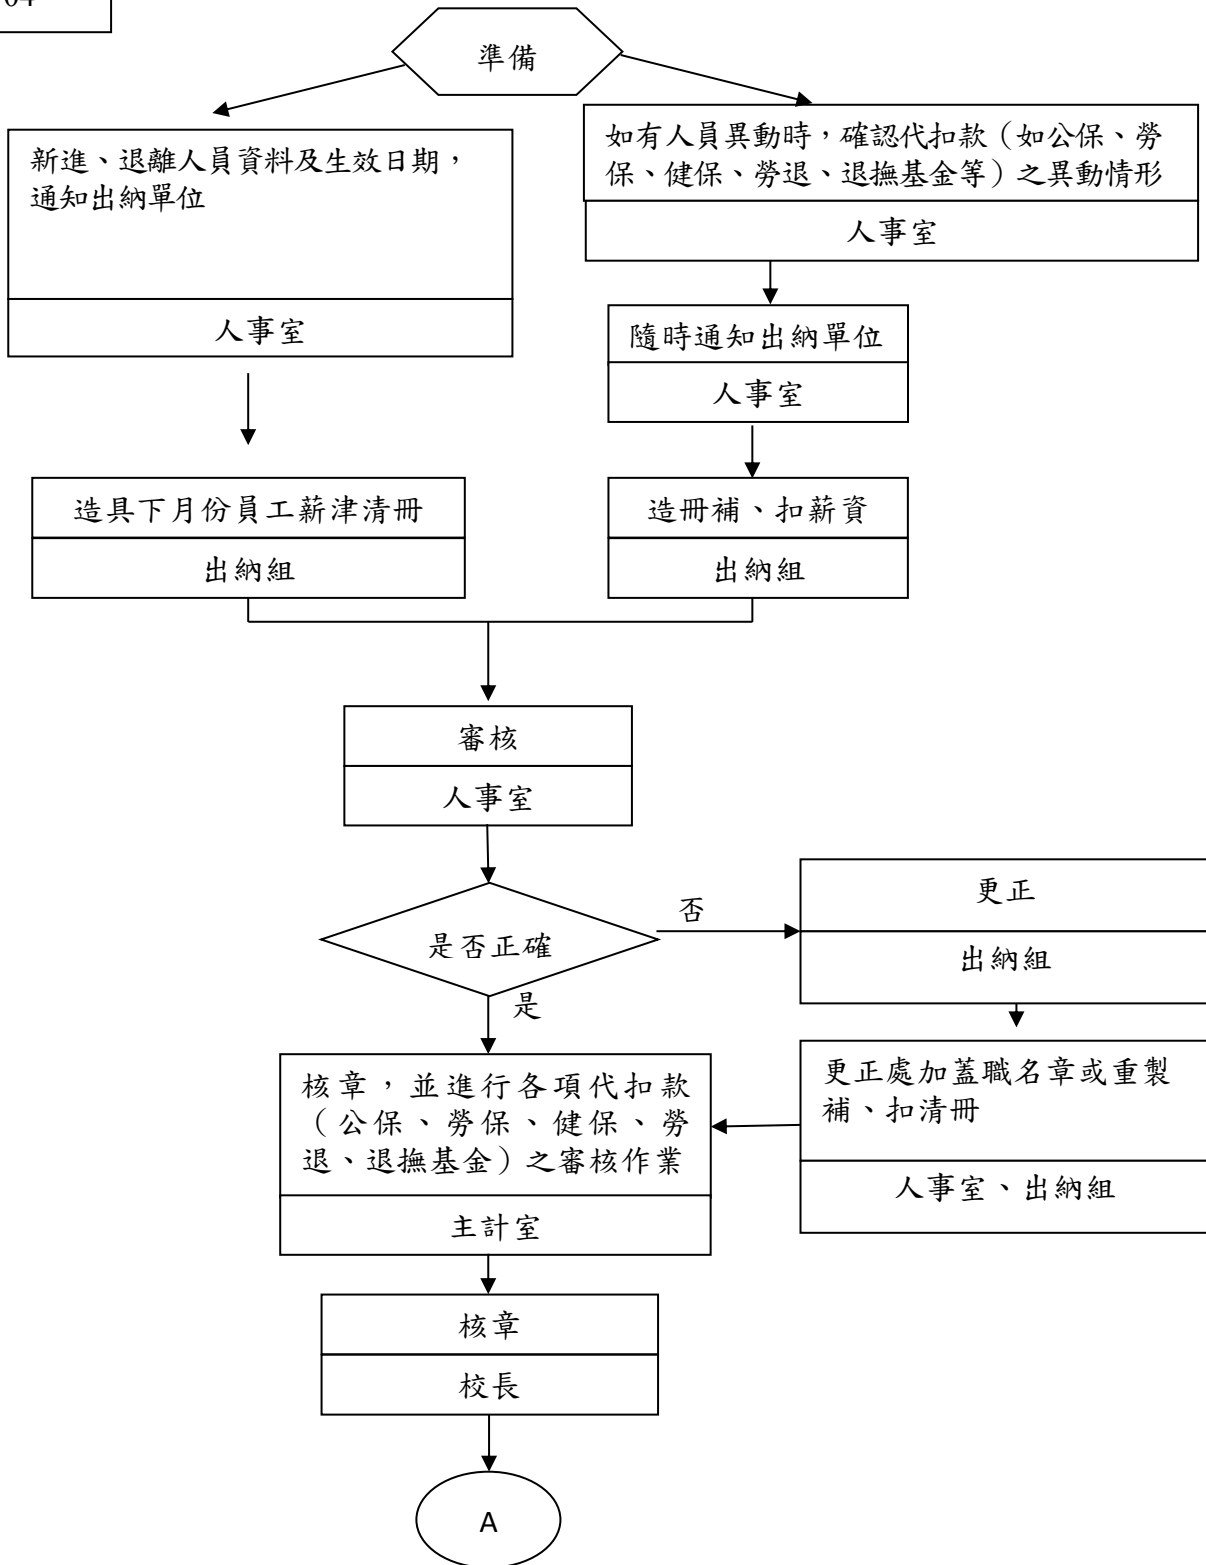 準備
新進、退離人員資料及生效日期，
通知出納單位
人事室
如有人員異動時，確認代扣款（如公保、勞
保、健保、勞退、退撫基金等）之異動情形
人事室
隨時通知出納單位
人事室
造具下月份員工薪津清冊
出納組
造冊補、扣薪資
出納組
審核
人事室
是否正確
否
是
更正
出納組
更正處加蓋職名章或重製
補、扣清冊
人事室、出納組
核章，並進行各項代扣款
（公保、勞保、健保、勞
退、退撫基金）之審核作業
主計室
核章
校長
A